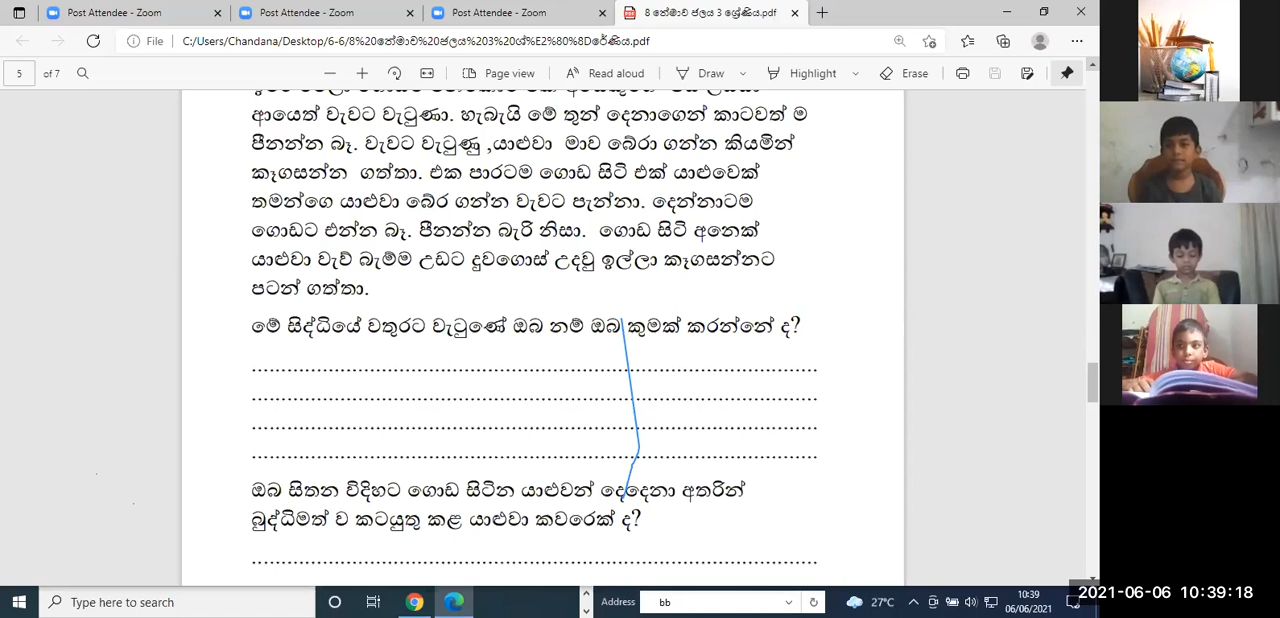 Post Attendee - Zoom
Post Attendee - Zoom
Post Attendee - Zoom
8 තේමාව ජලය 3 ශ්‍රේණිය.pdf
File
C:/Users/Chandana/Desktop/6-6/8%20තේමාව%20ජලය%203%20ශ්%E2%80%8Dරේණිය.pdf
5 of 7
Page view
Read aloud
Draw
Highlight
Erase
ආයෙත් වැවට වැටුණා. හැබැයි මේ තුන් දෙනාගෙන් කාටවත් ම
පීනන්න බෑ. වැවට වැටුණු ,යාළුවා මාව බේරා ගන්න කියමින්
කෑගසන්න ගත්තා. එක පාරටම ගොඩ සිටි එක් යාළුවෙක්
තමන්ගෙ යාළුවා බේර ගන්න වැවට පැන්නා. දෙන්නාටම
ගොඩට එන්න බෑ. පීනන්න බැරි නිසා. ගොඩ සිටි අනෙක්
යාළුවා වැව් බැම්ම උඩට දුවගොස් උදවු ඉල්ලා කෑගසන්නට
පටන් ගත්තා.
මේ සිද්ධියේ වතුරට වැටුණේ ඔබ නම් ඔබ කුමක් කරන්නේ ද?
ඔබ සිතන විදිහට ගොඩ සිටින යාළුවන් දෙදෙනා අතරින්
බුද්ධිමත් ව කටයුතු කළ යාළුවා කවරෙක් ද?
Type here to search
Address
bb
27°C
10:39
06/06/2021
2021-06-06 10:39:18